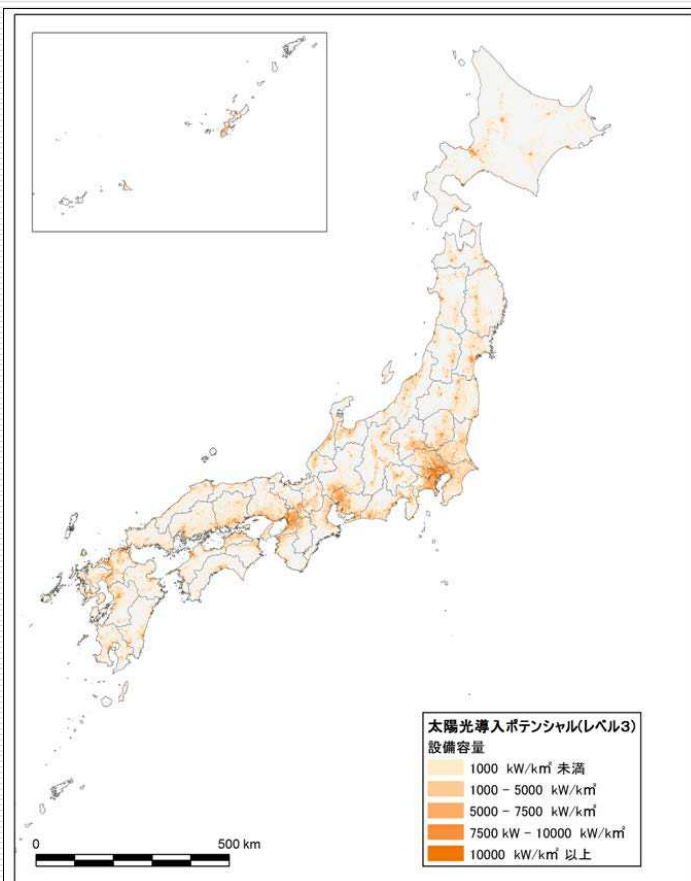 太陽光導入ポテンシャル(レベル3)
設備容量
1000 kW/k㎡ 未満
1000 - 5000 kW/k㎡
5000 - 7500 kW/k㎡
7500 kW - 10000 kW/k㎡
10000 kW/k㎡ 以上
0 500 km